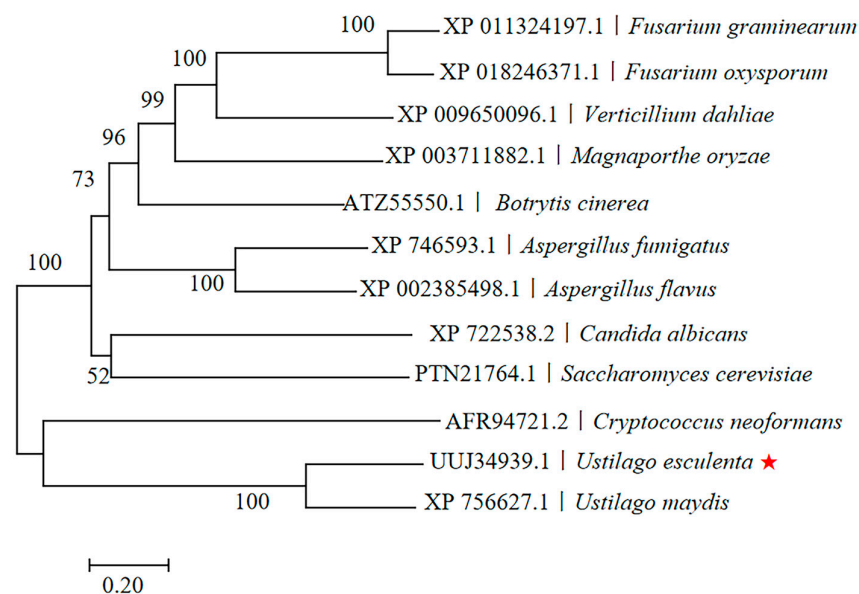 100
XP 011324197.1 | Fusarium graminearum
100
XP 018246371.1 | Fusarium oxysporum
99
XP 009650096.1 | Verticillium dahliae
96
XP 003711882.1 | Magnaporthe oryzae
73
ATZ55550.1 | Botrytis cinerea
XP 746593.1 | Aspergillus fumigatus
100
100
XP 002385498.1 | Aspergillus flavus
XP 722538.2 | Candida albicans
52
PTN21764.1 | Saccharomyces cerevisiae
AFR94721.2 | Cryptococcus neoformans
UUJ34939.1 | Ustilago esculenta ★
100
XP 756627.1 | Ustilago maydis
0.20